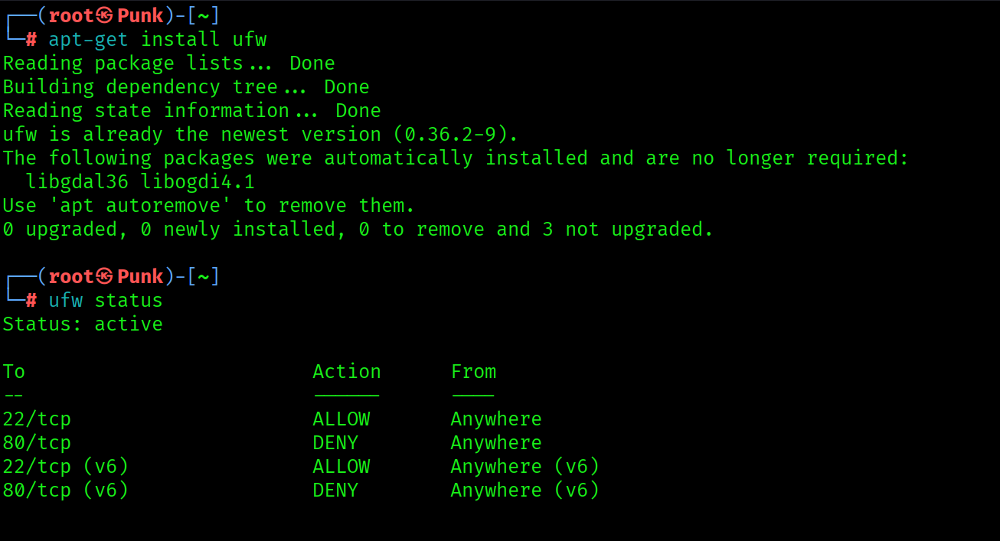 ┌──(root㉿Punk)-[~]
└─# apt-get install ufw
Reading package lists... Done
Building dependency tree... Done
Reading state information... Done
ufw is already the newest version (0.36.2-9).
The following packages were automatically installed and are no longer required:
  libgdal36 libogdi4.1
Use 'apt autoremove' to remove them.
0 upgraded, 0 newly installed, 0 to remove and 3 not upgraded.

┌──(root㉿Punk)-[~]
└─# ufw status
Status: active

To                         Action      From
--                         ------      ----
22/tcp                     ALLOW       Anywhere
80/tcp                     DENY        Anywhere
22/tcp (v6)                ALLOW       Anywhere (v6)
80/tcp (v6)                DENY        Anywhere (v6)